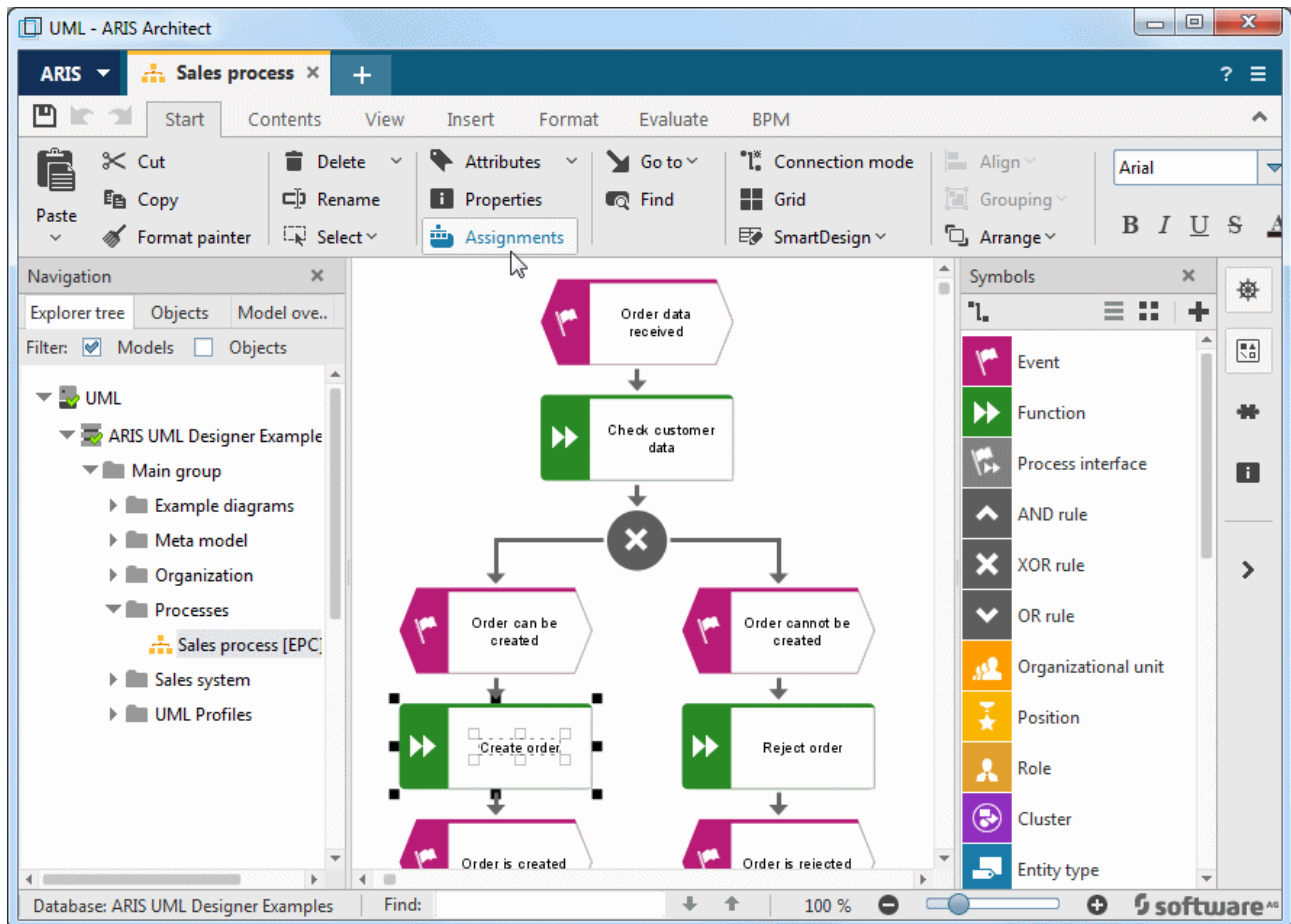 UML - ARIS Architect
ARIS Sales process × +
? 
Start Contents View Insert Format Evaluate BPM
Cut Delete Attributes Go to Connection mode Align Arial
Copy Rename Properties Find Grid Grouping
Paste
Format painter Select Assignments SmartDesign Arrange B I U S A
Navigation
Explorer tree Objects Model ove..
Filter: Models Objects
UML
ARIS UML Designer Example
Main group
Example diagrams
Meta model
Organization
Processes
Sales process [EPC]
Sales system
UML Profiles
Order data
received
Check customer
data
Order can be
created
Order cannot be
created
Create order
Reject order
Order is created
Order is rejected
Symbols
Event
Function
Process interface
AND rule
XOR rule
OR rule
Organizational unit
Position
Role
Cluster
Entity type
Database: ARIS UML Designer Examples Find: 100 % software AG